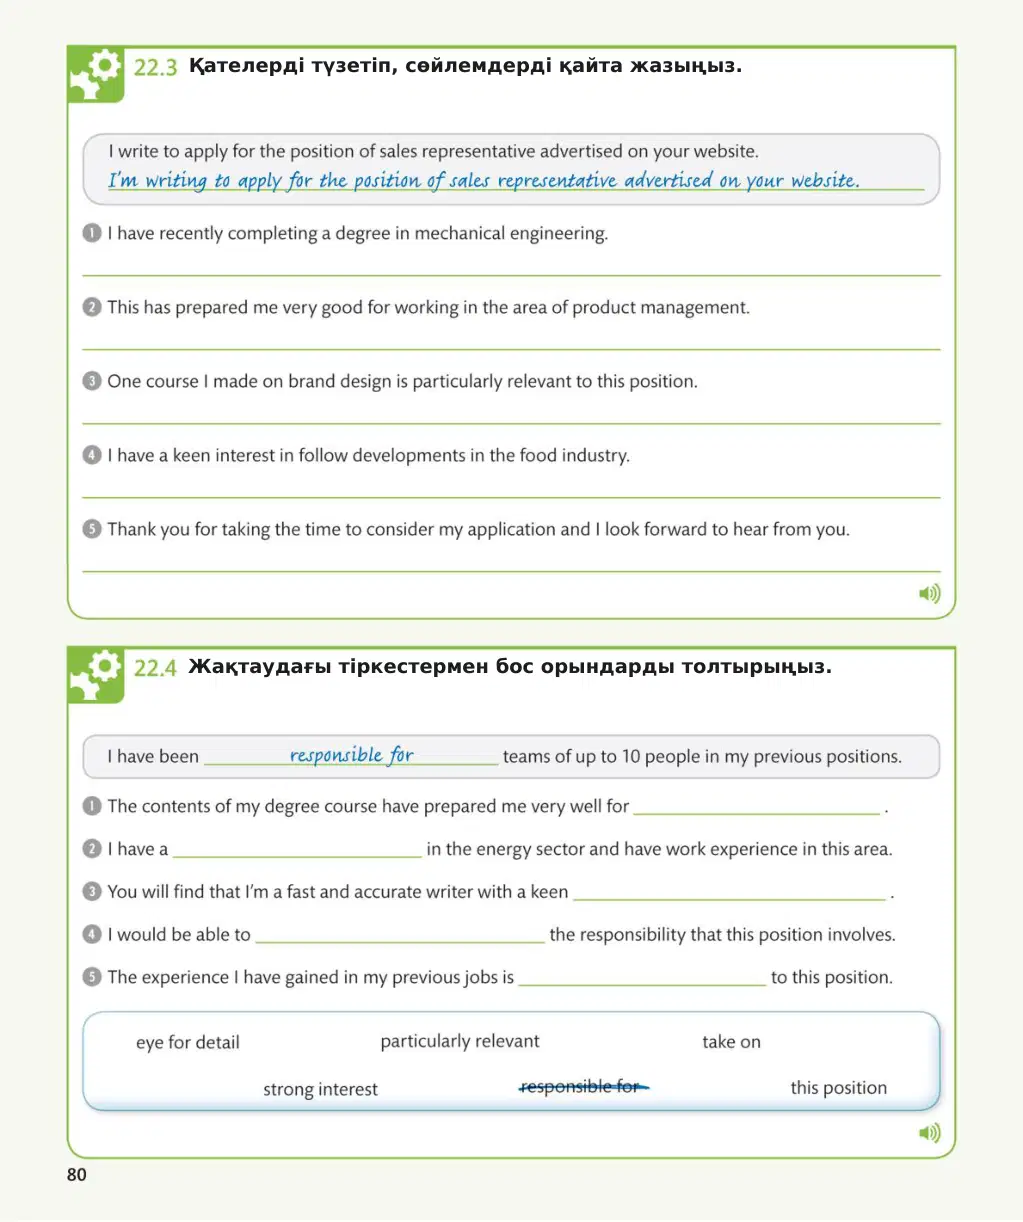 22.3 Қателерді түзетіп, сөйлемдерді қайта жазыңыз.
I write to apply for the position of sales representative advertised on your website.
I'm writing to apply for the position of sales representative advertised on your website.
1 I have recently completing a degree in mechanical engineering.
2 This has prepared me very good for working in the area of product management.
3 One course I made on brand design is particularly relevant to this position.
4 I have a keen interest in follow developments in the food industry.
5 Thank you for taking the time to consider my application and I look forward to hear from you.
22.4 Жақтаудағы тіркестермен бос орындарды толтырыңыз.
I have been responsible for teams of up to 10 people in my previous positions.
1 The contents of my degree course have prepared me very well for ___ .
2 I have a ___ in the energy sector and have work experience in this area.
3 You will find that I'm a fast and accurate writer with a keen ___ .
4 I would be able to ___ the responsibility that this position involves.
5 The experience I have gained in my previous jobs is ___ to this position.
eye for detail particularly relevant take on
strong interest responsible for this position
80